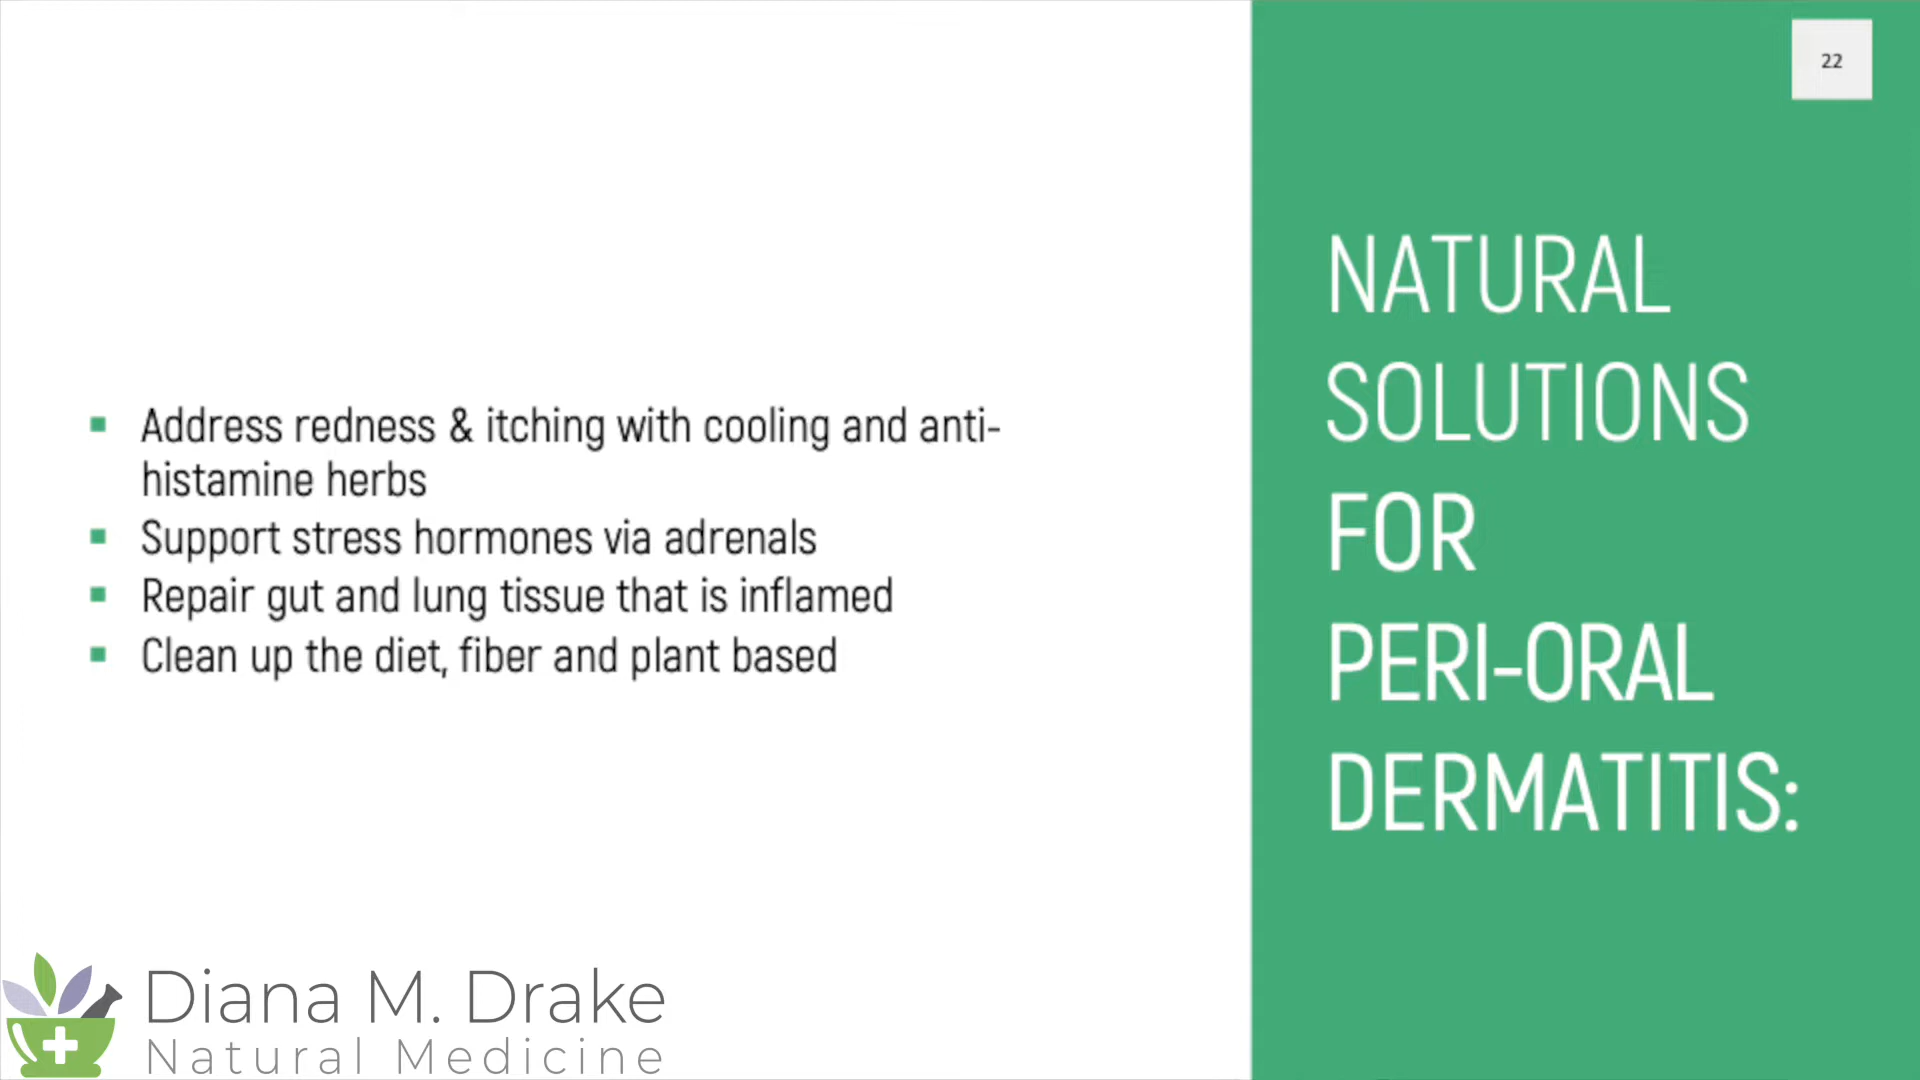 22
NATURAL
SOLUTIONS
FOR
PERI-ORAL
DERMATITIS:
▪ Address redness & itching with cooling and anti-
histamine herbs
▪ Support stress hormones via adrenals
▪ Repair gut and lung tissue that is inflamed
▪ Clean up the diet, fiber and plant based
Diana M. Drake
Natural Medicine